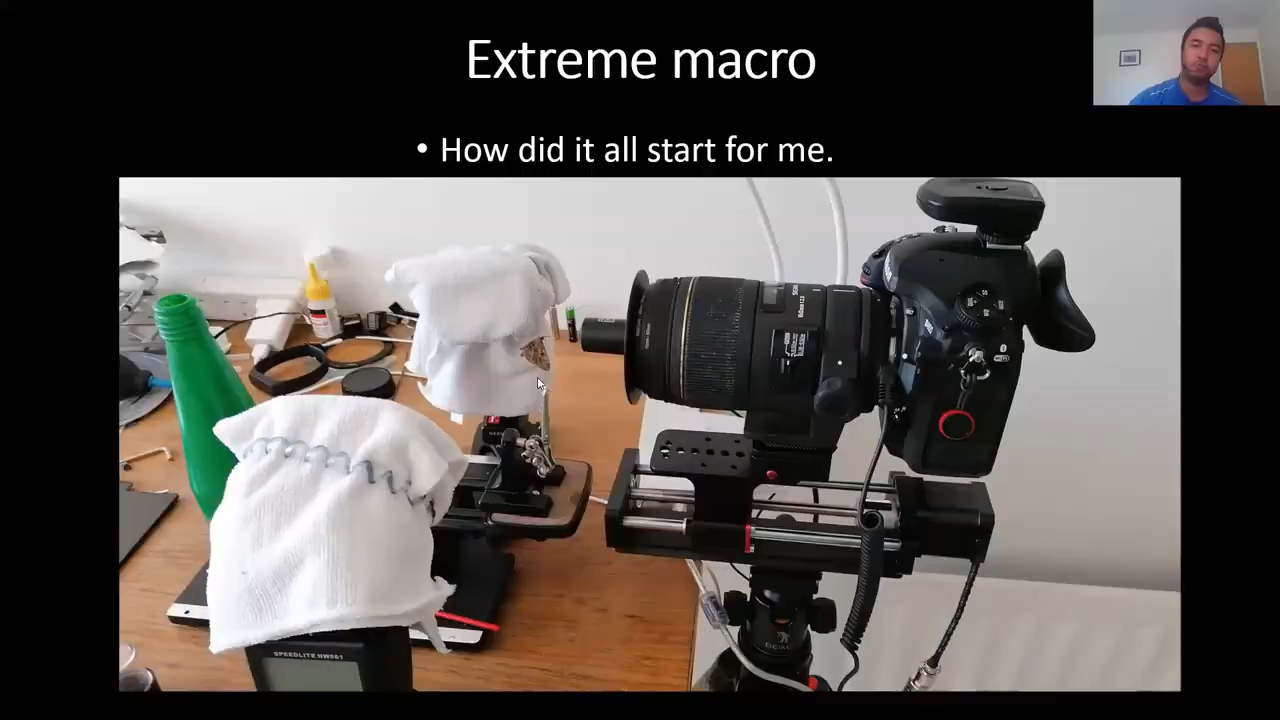 Extreme macro
• How did it all start for me.
SPEEDLITE NW561